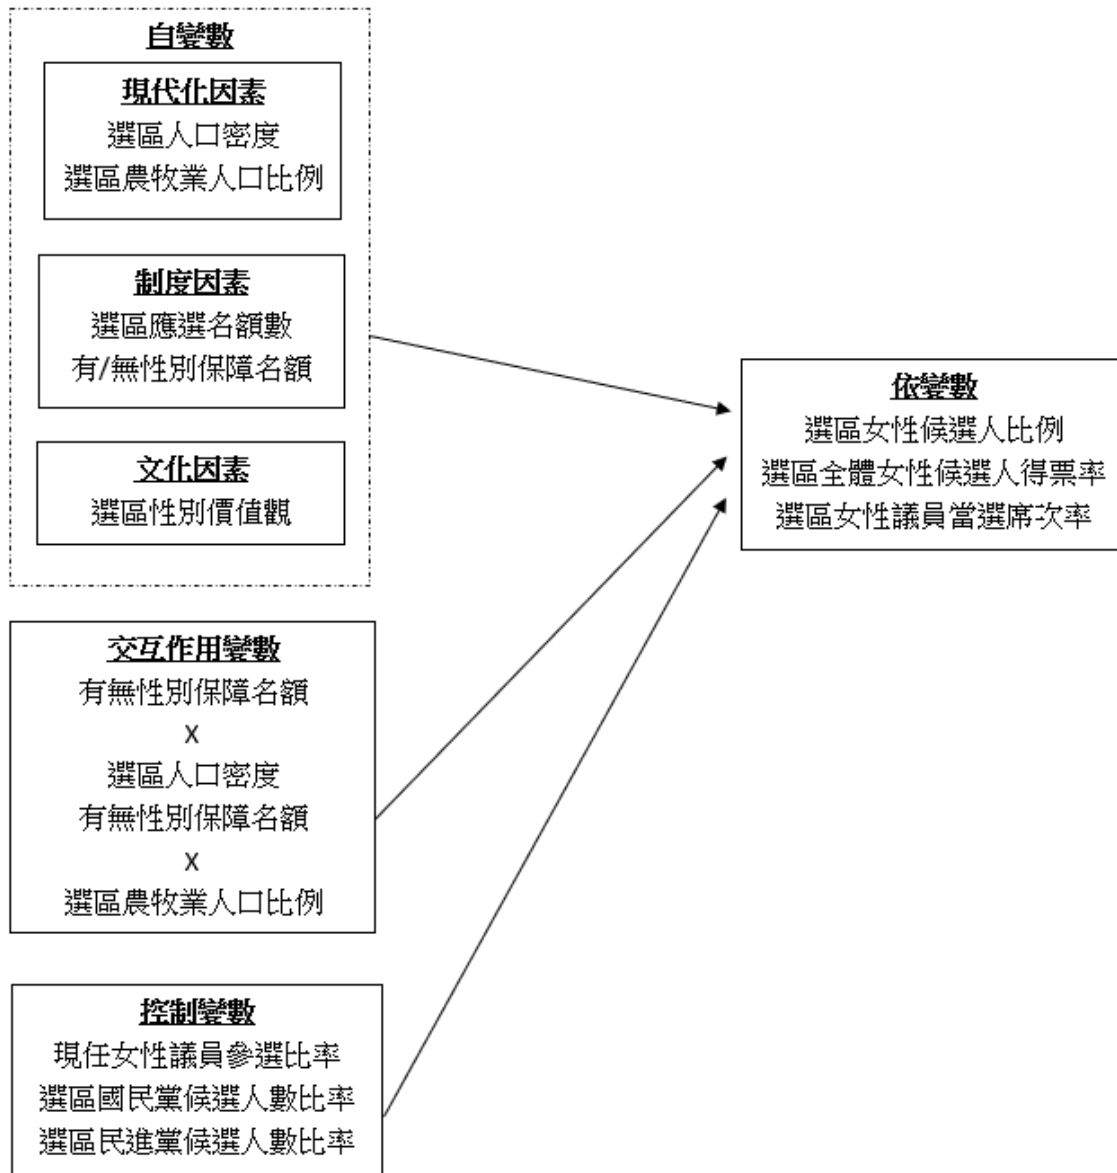 自變數
現代化因素
選區人口密度
選區農牧業人口比例
制度因素
選區應選名額數
有/無性別保障名額
文化因素
選區性別價值觀
依變數
選區女性候選人比例
選區全體女性候選人得票率
選區女性議員當選席次率
交互作用變數
有無性別保障名額
X
選區人口密度
有無性別保障名額
X
選區農牧業人口比例
控制變數
現任女性議員參選比率
選區國民黨候選人數比率
選區民進黨候選人數比率